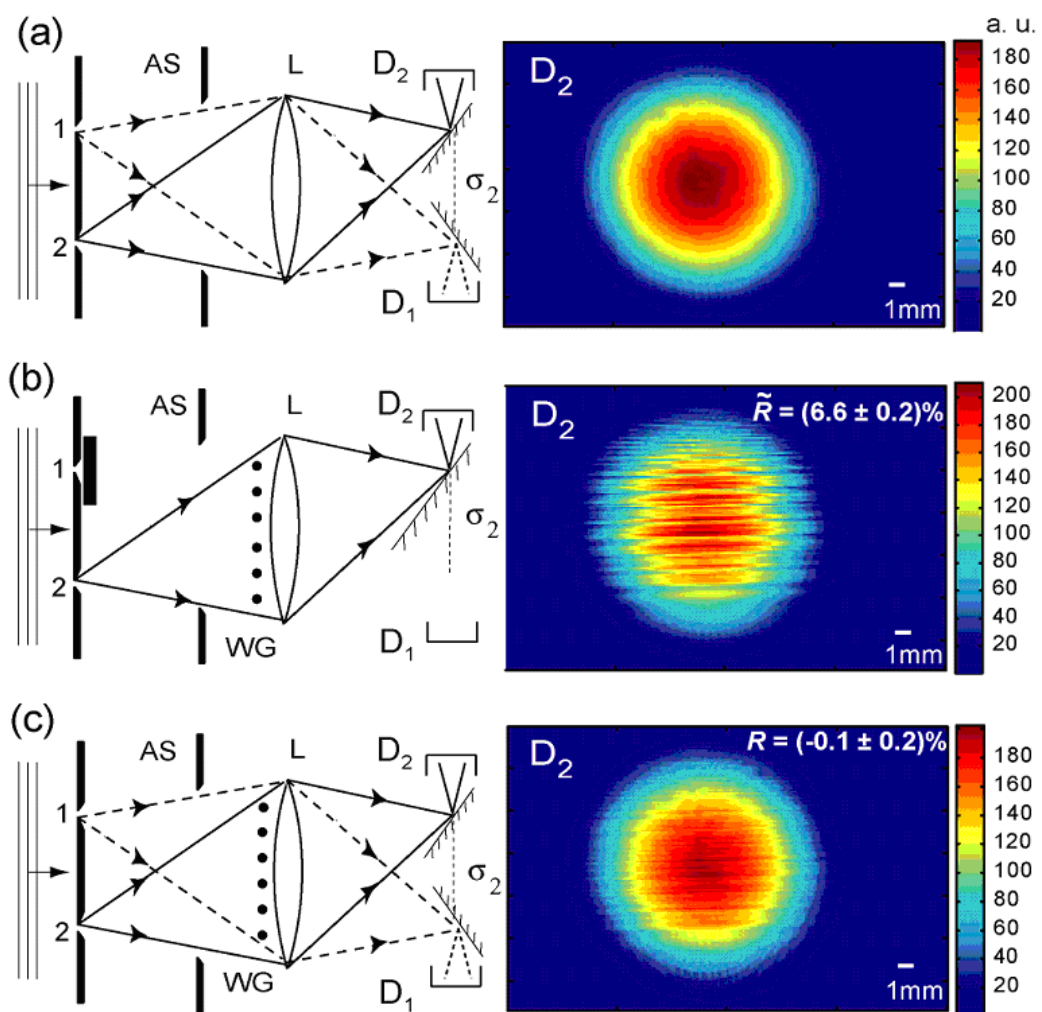 (a)
AS
L
D₂
1
2
σ₂
D₁
D₂
1mm
a. u.
180
160
140
120
100
80
60
40
20
(b)
AS
L
D₂
1
2
σ₂
WG
D₁
D₂
R̃ = (6.6 ± 0.2)%
1mm
200
180
160
140
120
100
80
60
40
20
(c)
AS
L
D₂
1
2
σ₂
WG
D₁
D₂
R = (-0.1 ± 0.2)%
1mm
180
160
140
120
100
80
60
40
20